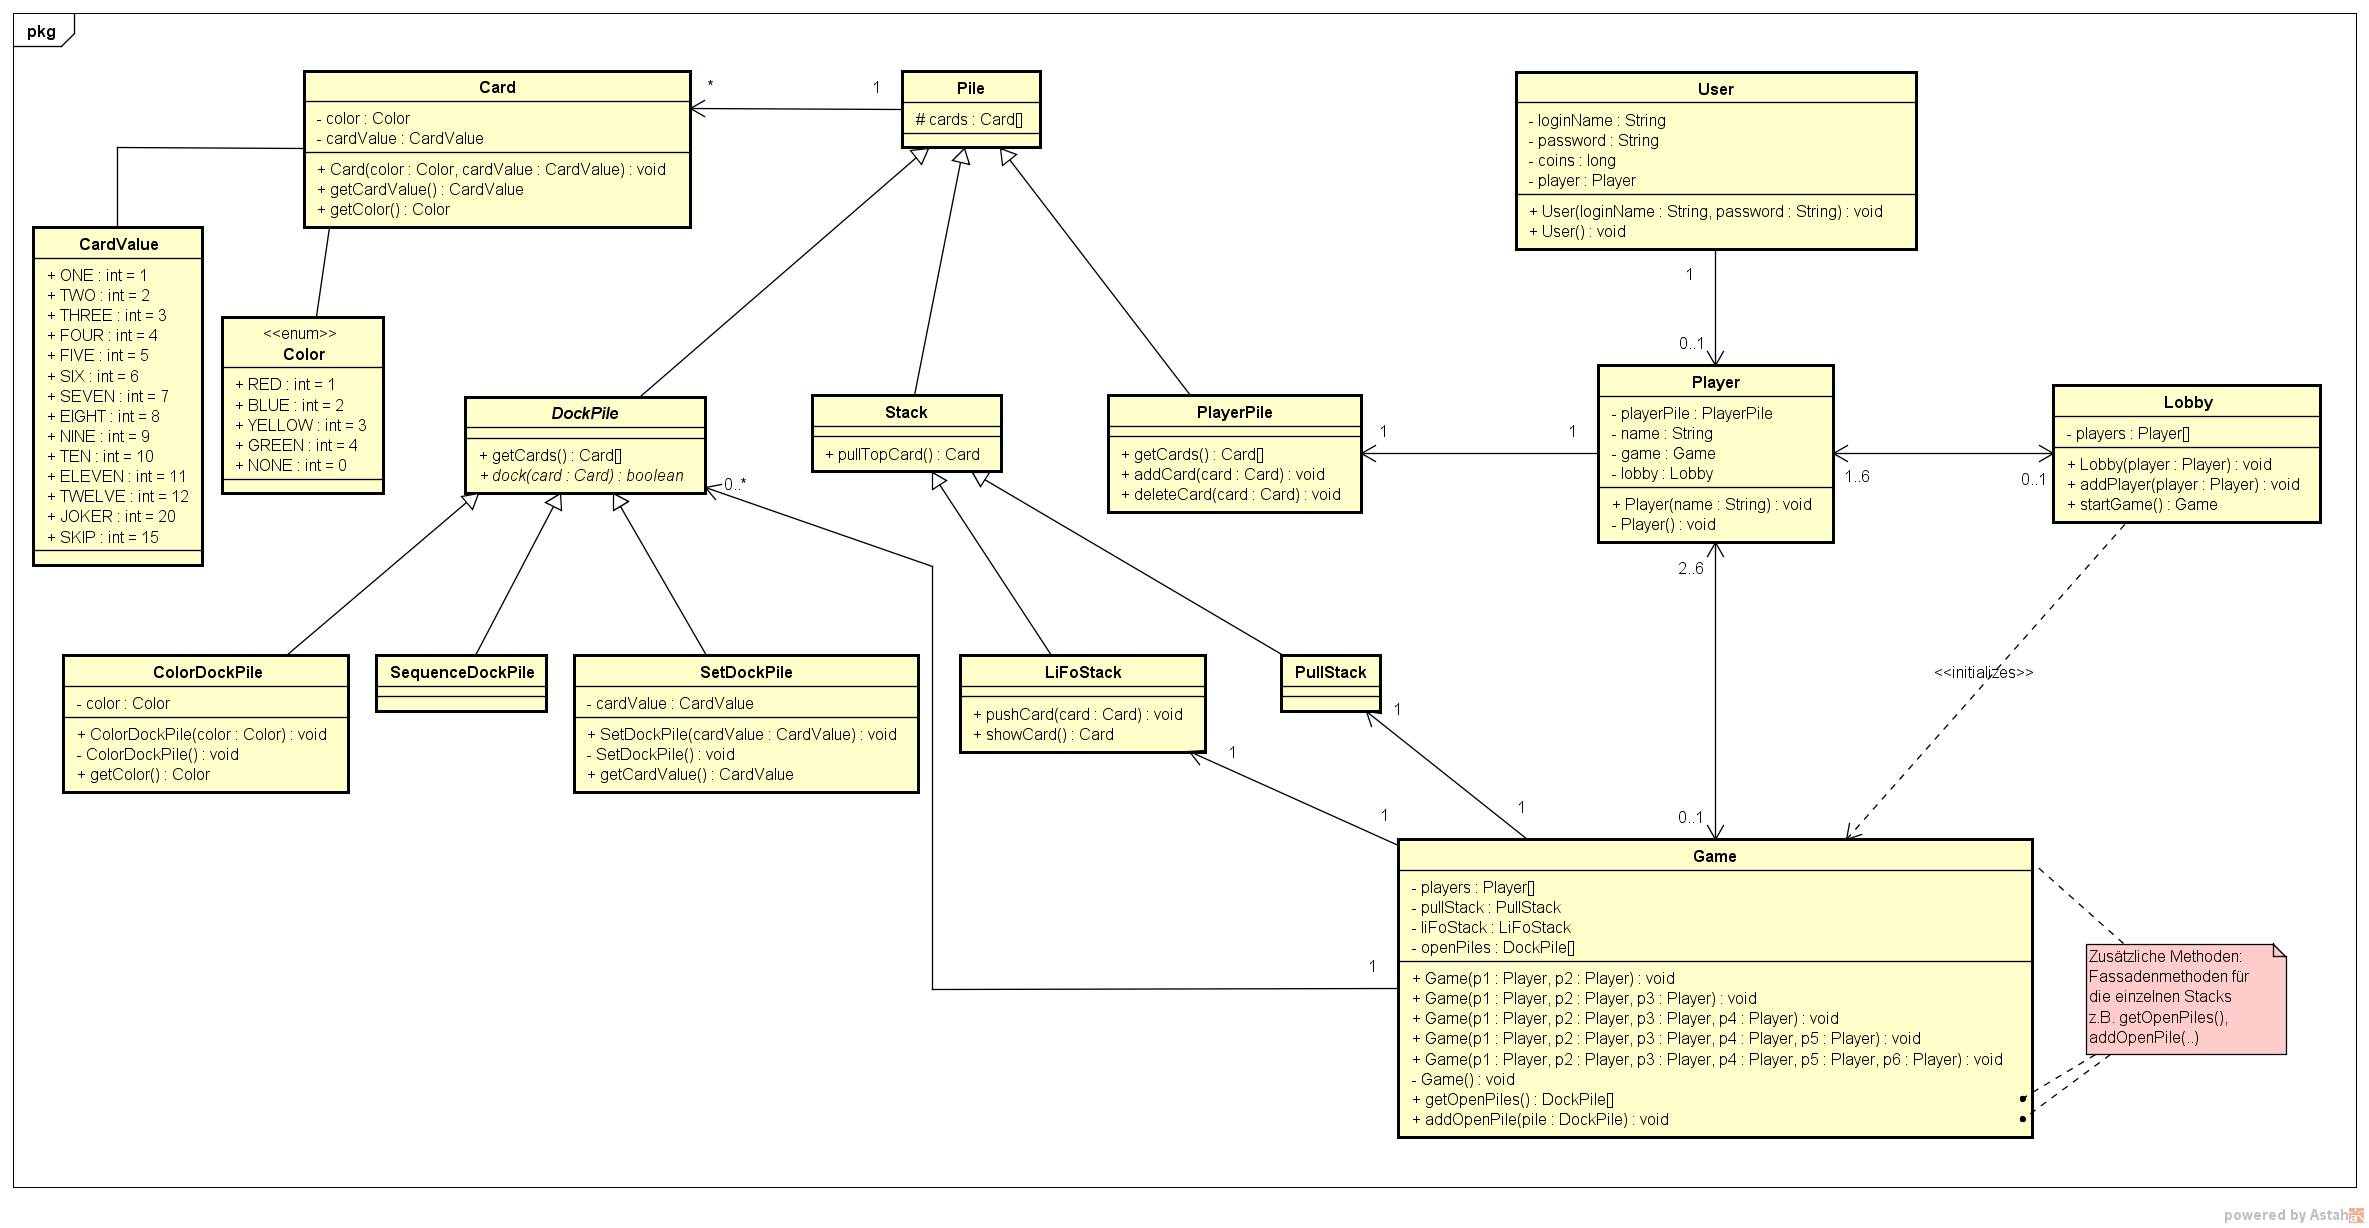 pkg
Card
- color : Color
- cardValue : CardValue
+ Card(color : Color, cardValue : CardValue) : void
+ getCardValue() : CardValue
+ getColor() : Color
*
1
Pile
# cards : Card[]
User
- loginName : String
- password : String
- coins : long
- player : Player
+ User(loginName : String, password : String) : void
+ User() : void
CardValue
+ ONE : int = 1
+ TWO : int = 2
+ THREE : int = 3
+ FOUR : int = 4
+ FIVE : int = 5
+ SIX : int = 6
+ SEVEN : int = 7
+ EIGHT : int = 8
+ NINE : int = 9
+ TEN : int = 10
+ ELEVEN : int = 11
+ TWELVE : int = 12
+ JOKER : int = 20
+ SKIP : int = 15
<<enum>>
Color
+ RED : int = 1
+ BLUE : int = 2
+ YELLOW : int = 3
+ GREEN : int = 4
+ NONE : int = 0
DockPile
+ getCards() : Card[]
+ dock(card : Card) : boolean
0..*
Stack
+ pullTopCard() : Card
PlayerPile
+ getCards() : Card[]
+ addCard(card : Card) : void
+ deleteCard(card : Card) : void
1
1
1
0..1
Player
- playerPile : PlayerPile
- name : String
- game : Game
- lobby : Lobby
+ Player(name : String) : void
- Player() : void
1..6
0..1
Lobby
- players : Player[]
+ Lobby(player : Player) : void
+ addPlayer(player : Player) : void
+ startGame() : Game
2..6
0..1
<<initializes>>
ColorDockPile
- color : Color
+ ColorDockPile(color : Color) : void
- ColorDockPile() : void
+ getColor() : Color
SequenceDockPile
SetDockPile
- cardValue : CardValue
+ SetDockPile(cardValue : CardValue) : void
- SetDockPile() : void
+ getCardValue() : CardValue
LiFoStack
+ pushCard(card : Card) : void
+ showCard() : Card
PullStack
1
1
1
1
1
Game
- players : Player[]
- pullStack : PullStack
- liFoStack : LiFoStack
- openPiles : DockPile[]
+ Game(p1 : Player, p2 : Player) : void
+ Game(p1 : Player, p2 : Player, p3 : Player) : void
+ Game(p1 : Player, p2 : Player, p3 : Player, p4 : Player) : void
+ Game(p1 : Player, p2 : Player, p3 : Player, p4 : Player, p5 : Player) : void
+ Game(p1 : Player, p2 : Player, p3 : Player, p4 : Player, p5 : Player, p6 : Player) : void
- Game() : void
+ getOpenPiles() : DockPile[]
+ addOpenPile(pile : DockPile) : void
Zusätzliche Methoden:
Fassadenmethoden für
die einzelnen Stacks
z.B. getOpenPiles(),
addOpenPile(..)
powered by Astah